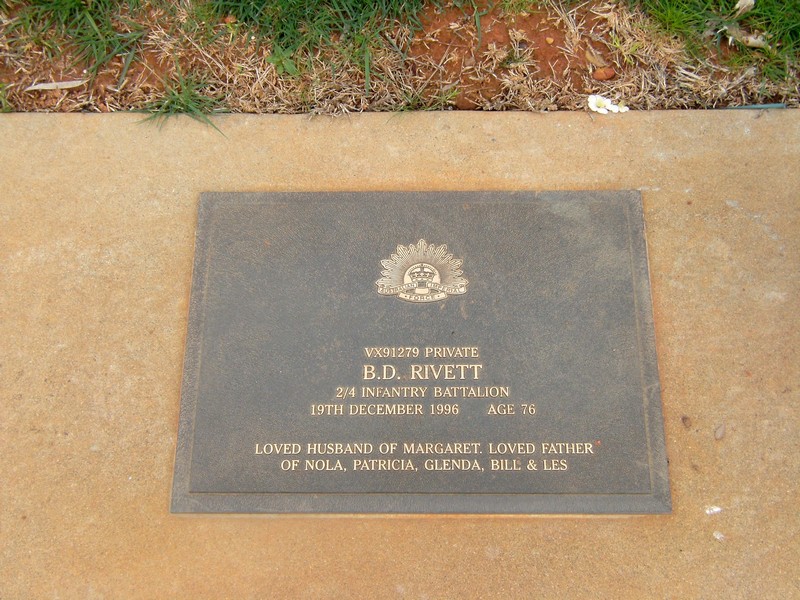 AUSTRALIAN IMPERIAL
FORCE
VX91279 PRIVATE
B.D. RIVETT
2/4 INFANTRY BATTALION
19TH DECEMBER 1996 AGE 76
LOVED HUSBAND OF MARGARET. LOVED FATHER
OF NOLA, PATRICIA, GLENDA, BILL & LES